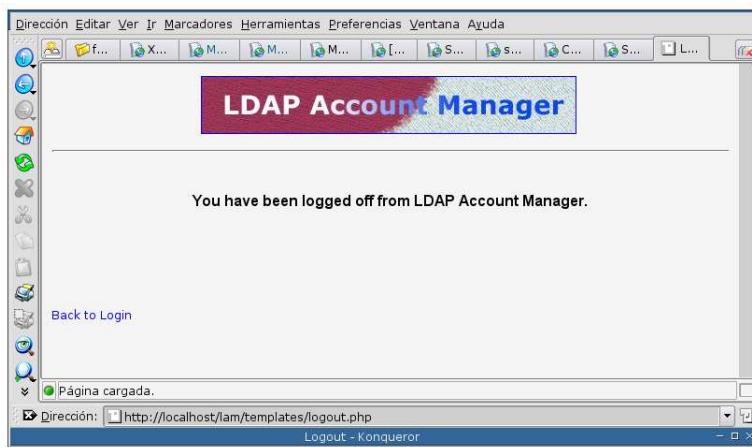 Dirección Editar Ver Ir Marcadores Herramientas Preferencias Ventana Ayuda
f... X... M... M... M... [... S... s... C... S... L...
LDAP Account Manager
You have been logged off from LDAP Account Manager.
Back to Login
Página cargada.
Dirección: http://localhost/lam/templates/logout.php
Logout - Konqueror